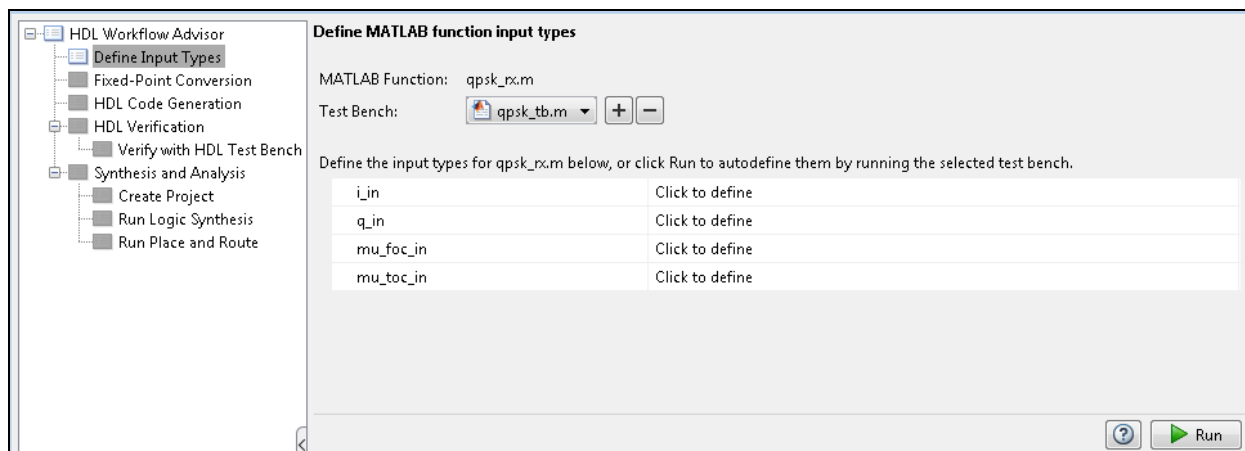 HDL Workflow Advisor
Define Input Types
Fixed-Point Conversion
HDL Code Generation
HDL Verification
Verify with HDL Test Bench
Synthesis and Analysis
Create Project
Run Logic Synthesis
Run Place and Route
Define MATLAB function input types
MATLAB Function: qpsk_rx.m
Test Bench: qpsk_tb.m
Define the input types for qpsk_rx.m below, or click Run to autodefine them by running the selected test bench.
i_in Click to define
q_in Click to define
mu_foc_in Click to define
mu_toc_in Click to define
Run